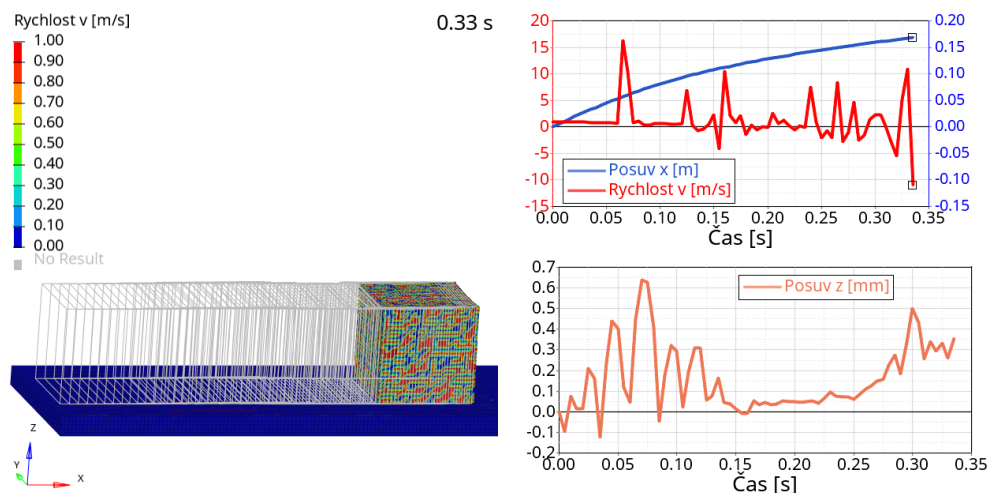 Rychlost v [m/s]
0.33 s
1.00
0.90
0.80
0.70
0.60
0.50
0.40
0.30
0.20
0.10
0.00
No Result
Z
Y
X
20
15
10
5
0
-5
-10
-15
0.20
0.15
0.10
0.05
0.00
-0.05
-0.10
-0.15
Posuv x [m]
Rychlost v [m/s]
0.00 0.05 0.10 0.15 0.20 0.25 0.30 0.35
Čas [s]
0.7
0.6
0.5
0.4
0.3
0.2
0.1
0.0
-0.1
-0.2
Posuv z [mm]
0.00 0.05 0.10 0.15 0.20 0.25 0.30 0.35
Čas [s]